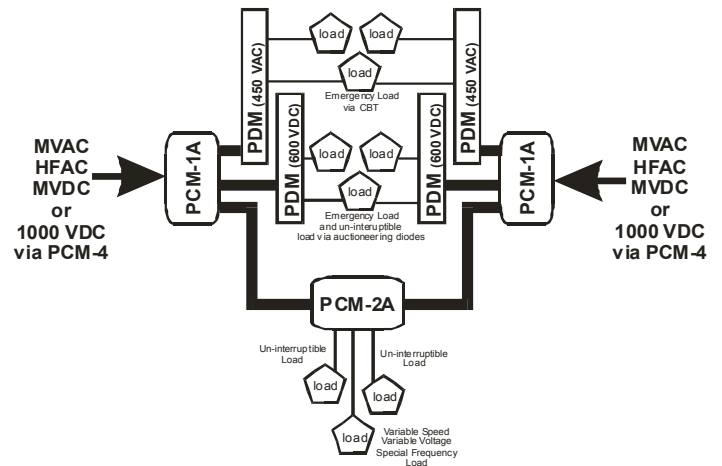 load
load
PDM (450 VAC)
PDM (450 VAC)
load
Emergency Load
via CBT
PDM (600 VDC)
PDM (600 VDC)
MVAC
HFAC
MVDC
or
1000 VDC
via PCM-4
PCM-1A
load
load
PCM-1A
MVAC
HFAC
MVDC
or
1000 VDC
via PCM-4
load
Emergency Load
and un-interuptible
load via auctioneering diodes
PCM-2A
Un-interruptible
Load
Un-interruptible
Load
load
load
load
Variable Speed
Variable Voltage
Special Frequency
Load